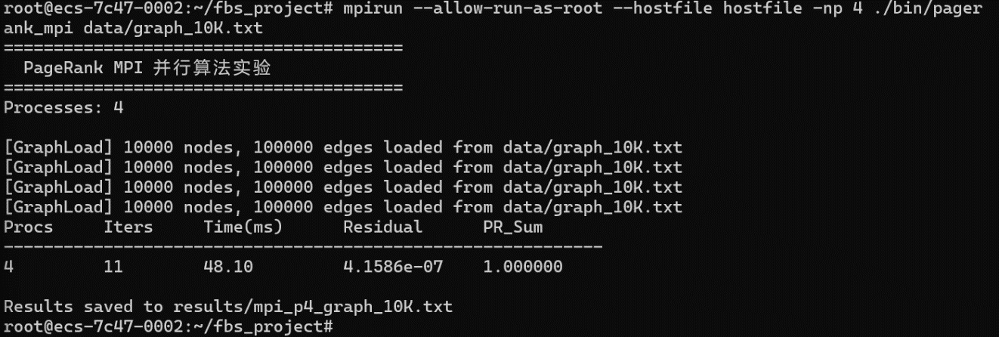 root@ecs-7c47-0002:~/fbs_project# mpirun --allow-run-as-root --hostfile hostfile -np 4 ./bin/pager
ank_mpi data/graph_10K.txt
========================================
  PageRank MPI 并行算法实验
========================================
Processes: 4
[GraphLoad] 10000 nodes, 100000 edges loaded from data/graph_10K.txt
[GraphLoad] 10000 nodes, 100000 edges loaded from data/graph_10K.txt
[GraphLoad] 10000 nodes, 100000 edges loaded from data/graph_10K.txt
[GraphLoad] 10000 nodes, 100000 edges loaded from data/graph_10K.txt
Procs     Iters     Time(ms)      Residual      PR_Sum
------------------------------------------------------------
4         11        48.10         4.1586e-07    1.000000
Results saved to results/mpi_p4_graph_10K.txt
root@ecs-7c47-0002:~/fbs_project#